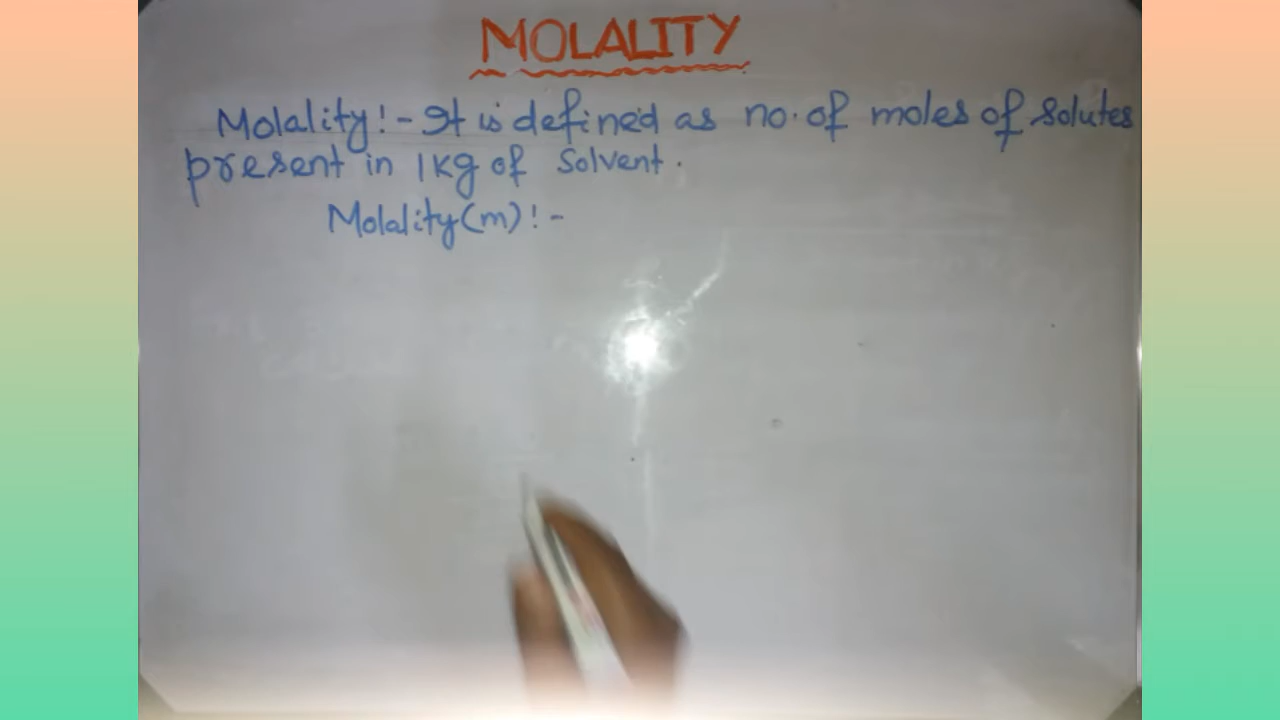 MOLALITY
Molality:- It is defined as no. of moles of solutes
present in 1kg of solvent.
Molality(m):-